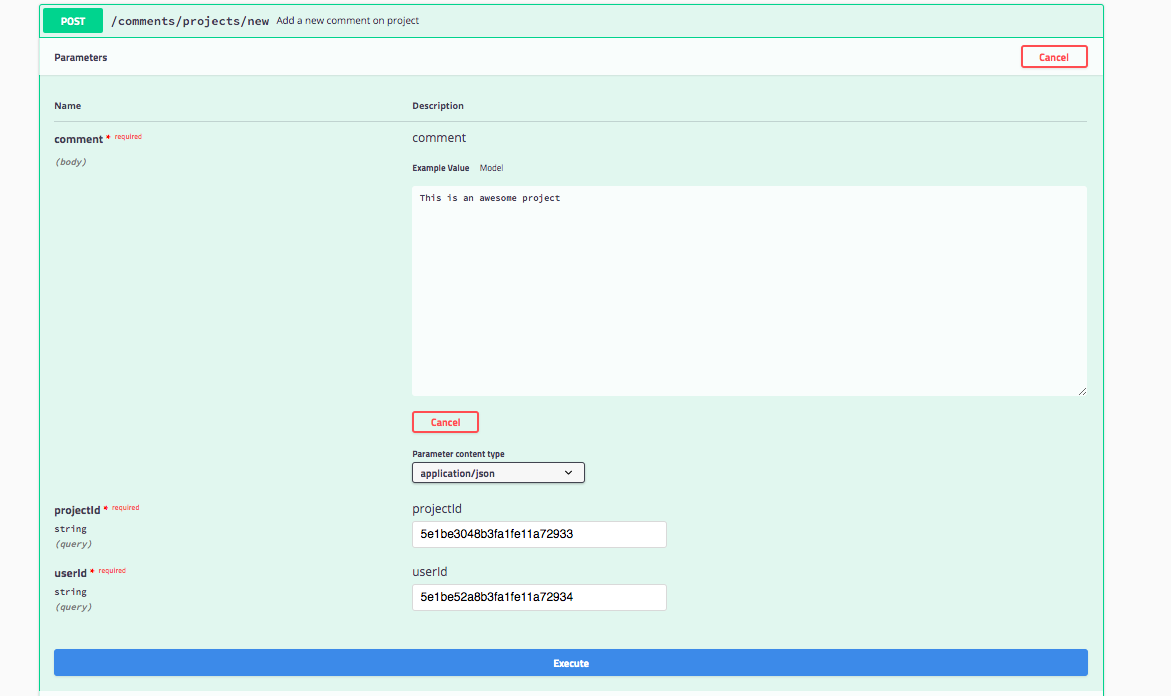 POST /comments/projects/new Add a new comment on project
Parameters Cancel
Name Description
comment * required comment
(body)
Example Value Model
This is an awesome project
Cancel
Parameter content type
application/json
projectId * required projectId
string
(query)
5e1be3048b3fa1fe11a72933
userId * required userId
string
(query)
5e1be52a8b3fa1fe11a72934
Execute